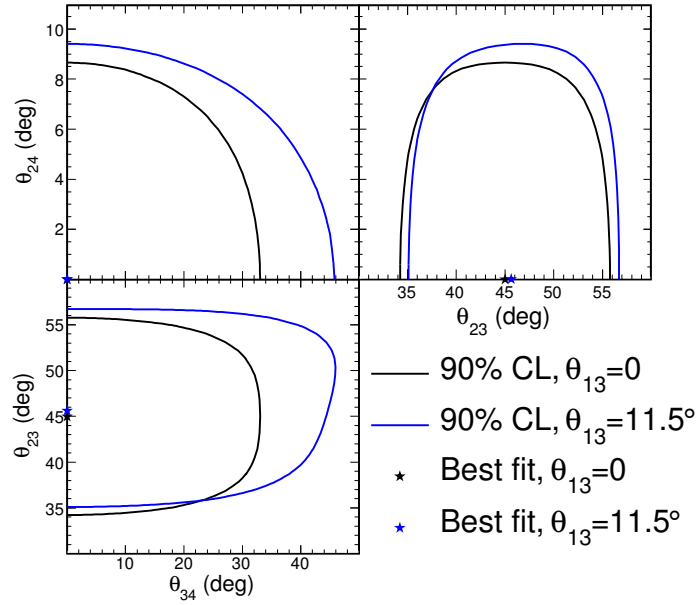 10
8
6
4
2
θ24 (deg)
35 40 45 50 55
θ23 (deg)
55
50
45
40
35
θ23 (deg)
10 20 30 40
θ34 (deg)
90% CL, θ13=0
90% CL, θ13=11.5°
Best fit, θ13=0
Best fit, θ13=11.5°